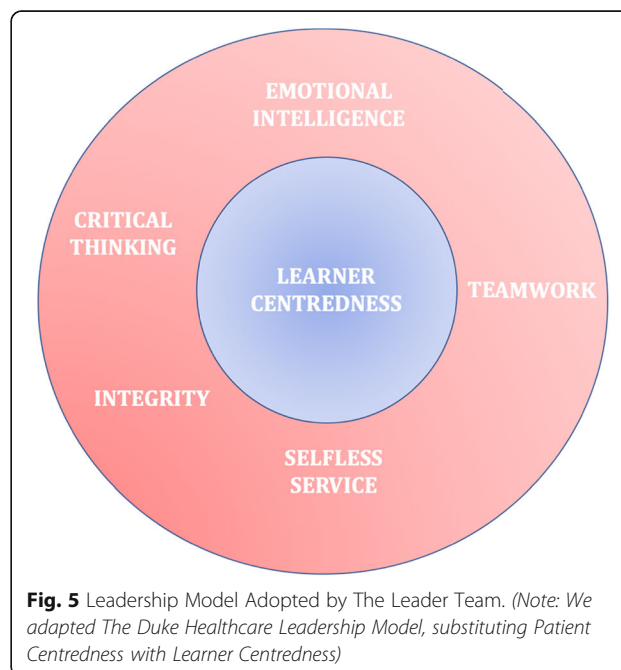 EMOTIONAL
INTELLIGENCE
CRITICAL
THINKING
LEARNER
CENTREDNESS
TEAMWORK
INTEGRITY
SELFLESS
SERVICE
Fig. 5 Leadership Model Adopted by The Leader Team. (Note: We
adapted The Duke Healthcare Leadership Model, substituting Patient
Centredness with Learner Centredness)